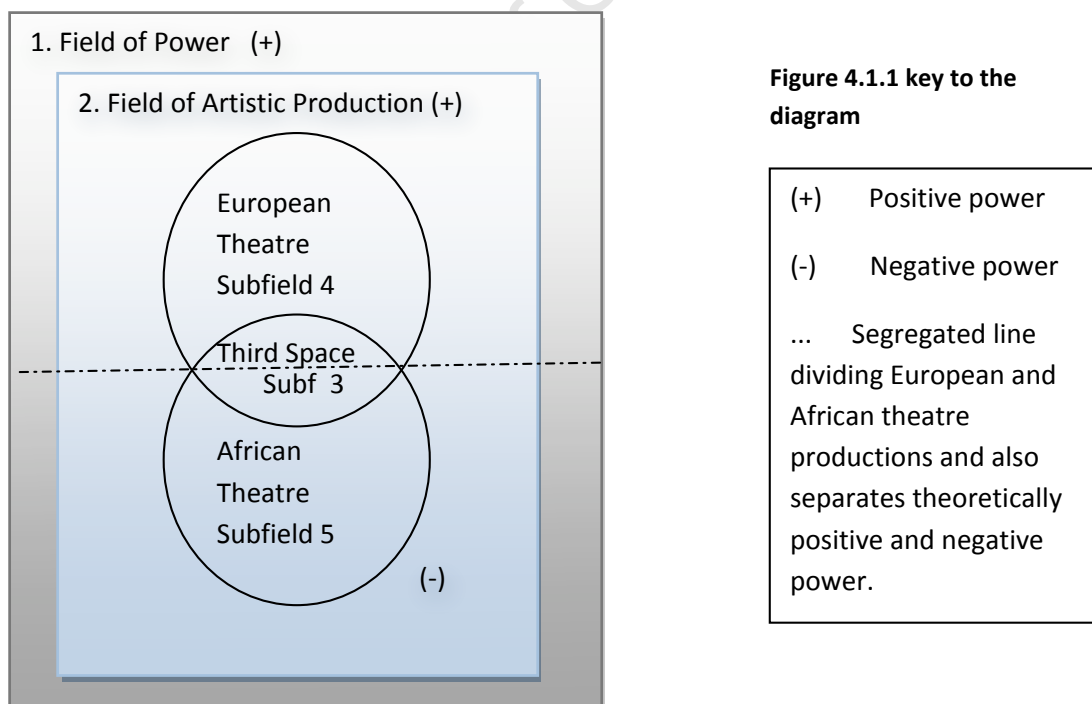 1. Field of Power (+)
2. Field of Artistic Production (+)
European
Theatre
Subfield 4
Third Space
Subf 3
African
Theatre
Subfield 5
(-)
Figure 4.1.1 key to the
diagram
(+) Positive power
(-) Negative power
... Segregated line
dividing European and
African theatre
productions and also
separates theoretically
positive and negative
power.